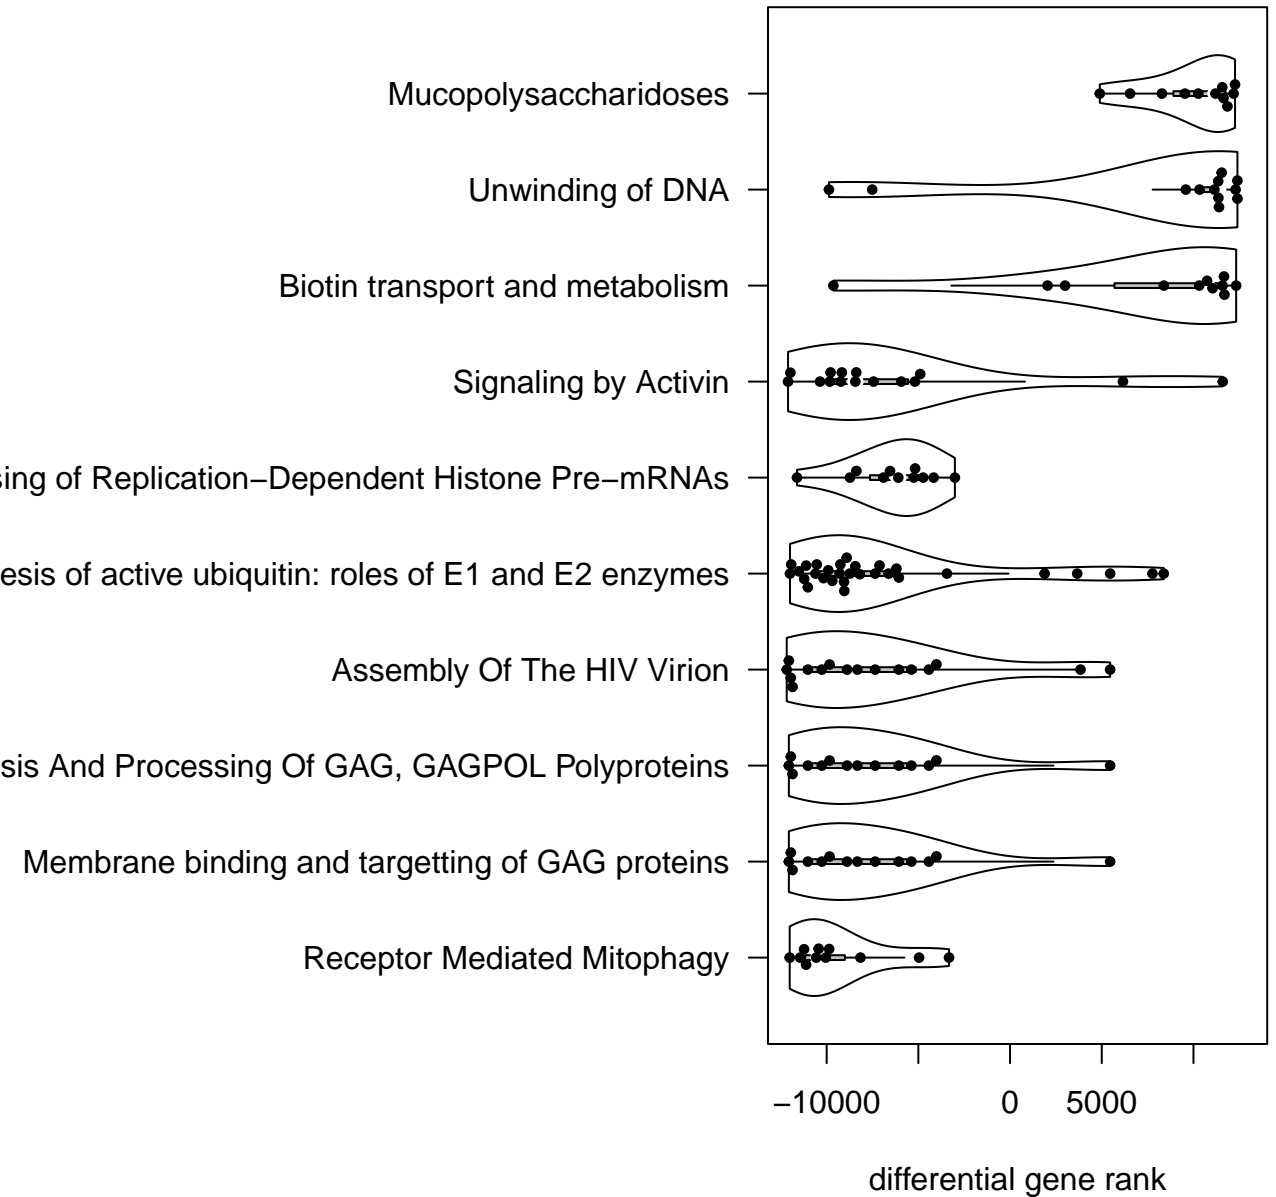 Mucopolysaccharidoses
Unwinding of DNA
Biotin transport and metabolism
Signaling by Activin
sing of Replication−Dependent Histone Pre−mRNAs
esis of active ubiquitin: roles of E1 and E2 enzymes
Assembly Of The HIV Virion
sis And Processing Of GAG, GAGPOL Polyproteins
Membrane binding and targetting of GAG proteins
Receptor Mediated Mitophagy
−10000 0 5000
differential gene rank